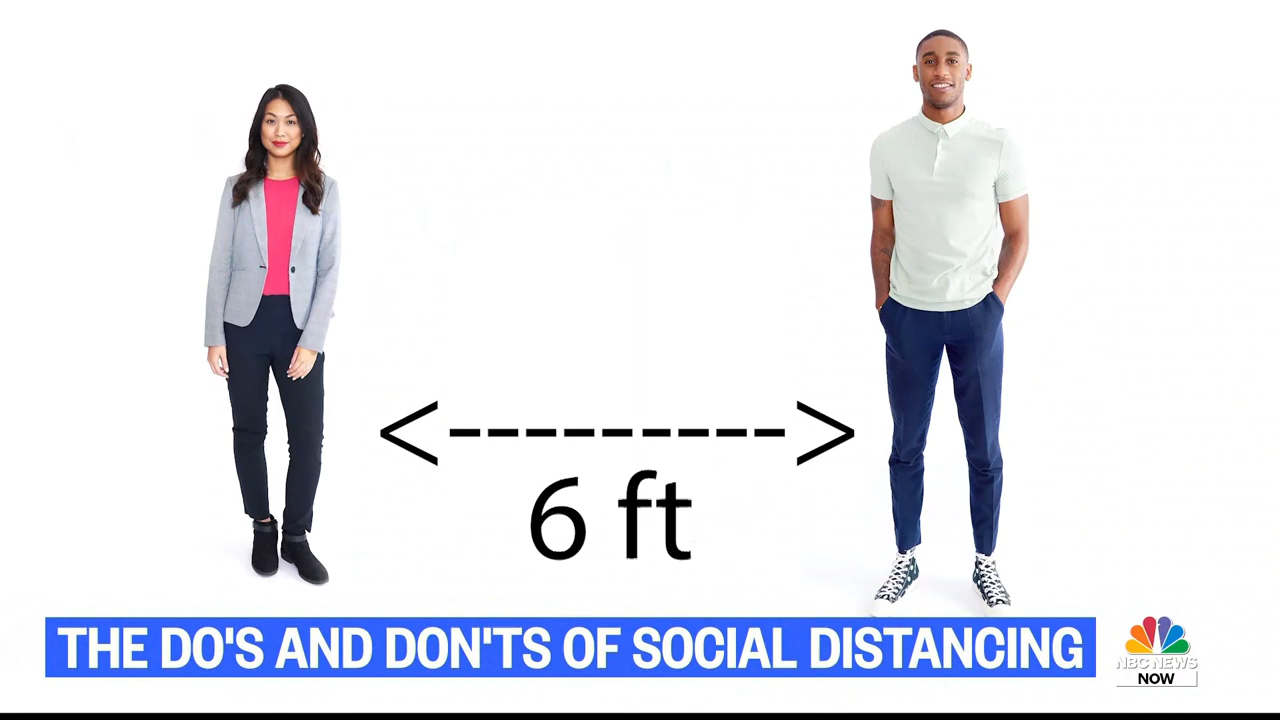 <--------->
6 ft
THE DO'S AND DON'TS OF SOCIAL DISTANCING
NBC NEWS
NOW